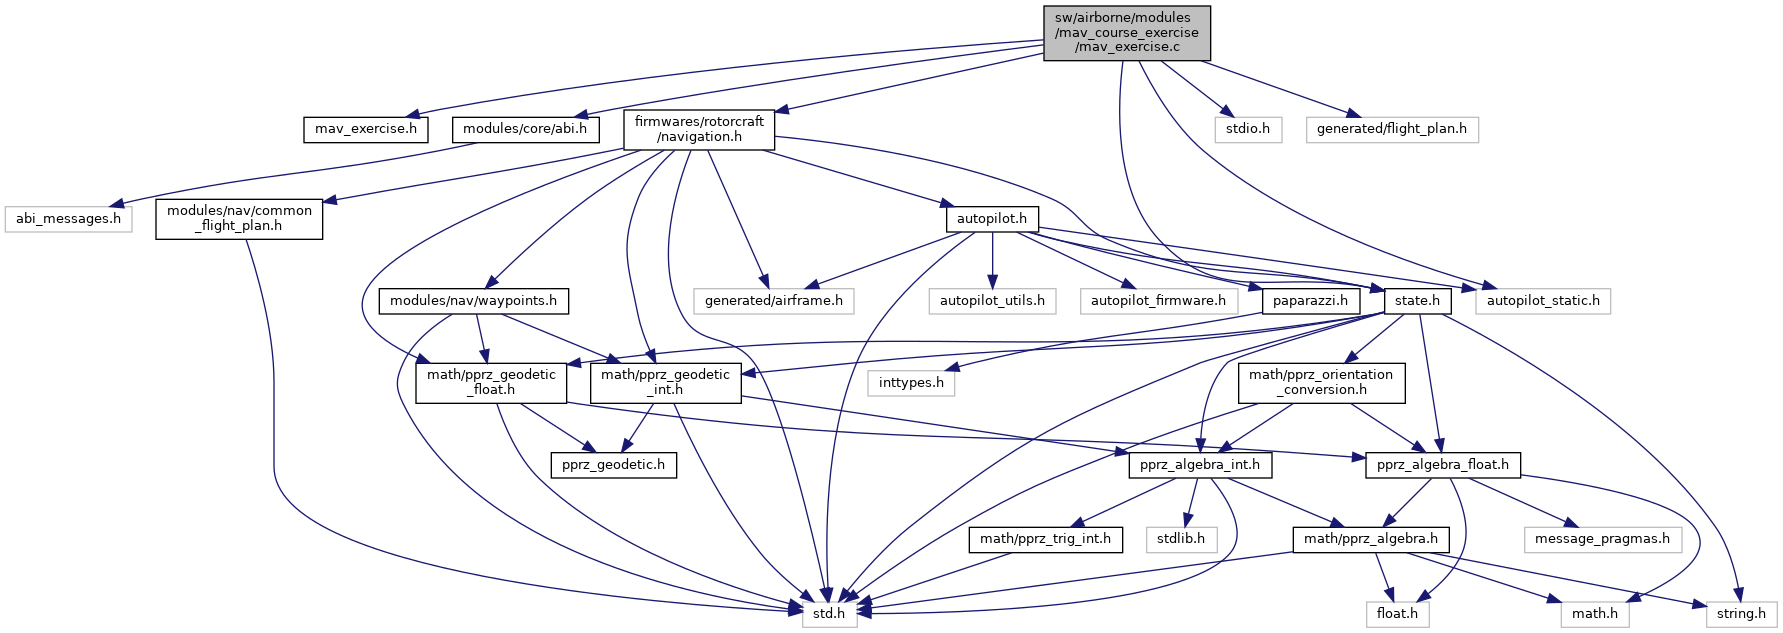 sw/airborne/modules
/mav_course_exercise
/mav_exercise.c
mav_exercise.h
modules/core/abi.h
firmwares/rotorcraft
/navigation.h
stdio.h
generated/flight_plan.h
abi_messages.h
modules/nav/common
_flight_plan.h
autopilot.h
modules/nav/waypoints.h
generated/airframe.h
autopilot_utils.h
autopilot_firmware.h
paparazzi.h
state.h
autopilot_static.h
math/pprz_geodetic
_float.h
math/pprz_geodetic
_int.h
inttypes.h
math/pprz_orientation
_conversion.h
pprz_geodetic.h
pprz_algebra_int.h
pprz_algebra_float.h
math/pprz_trig_int.h
stdlib.h
math/pprz_algebra.h
message_pragmas.h
std.h
float.h
math.h
string.h